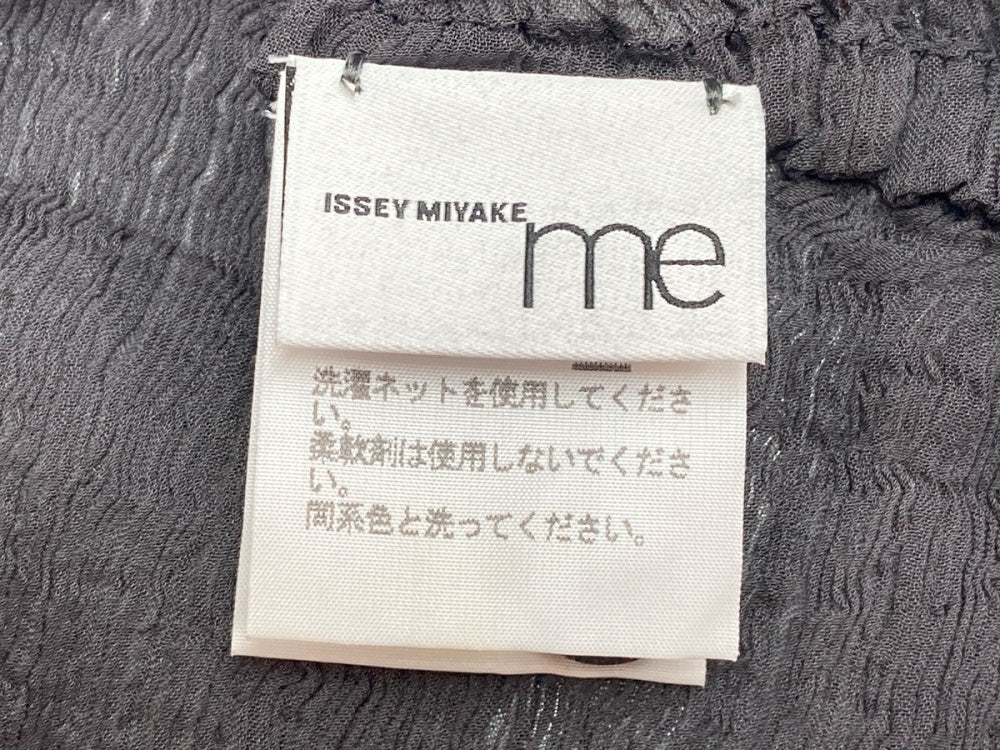 ISSEY MIYAKE
me
洗濯ネットを使用してくださ
い。
柔軟剤は使用しないでくださ
い。
同系色と洗ってください。